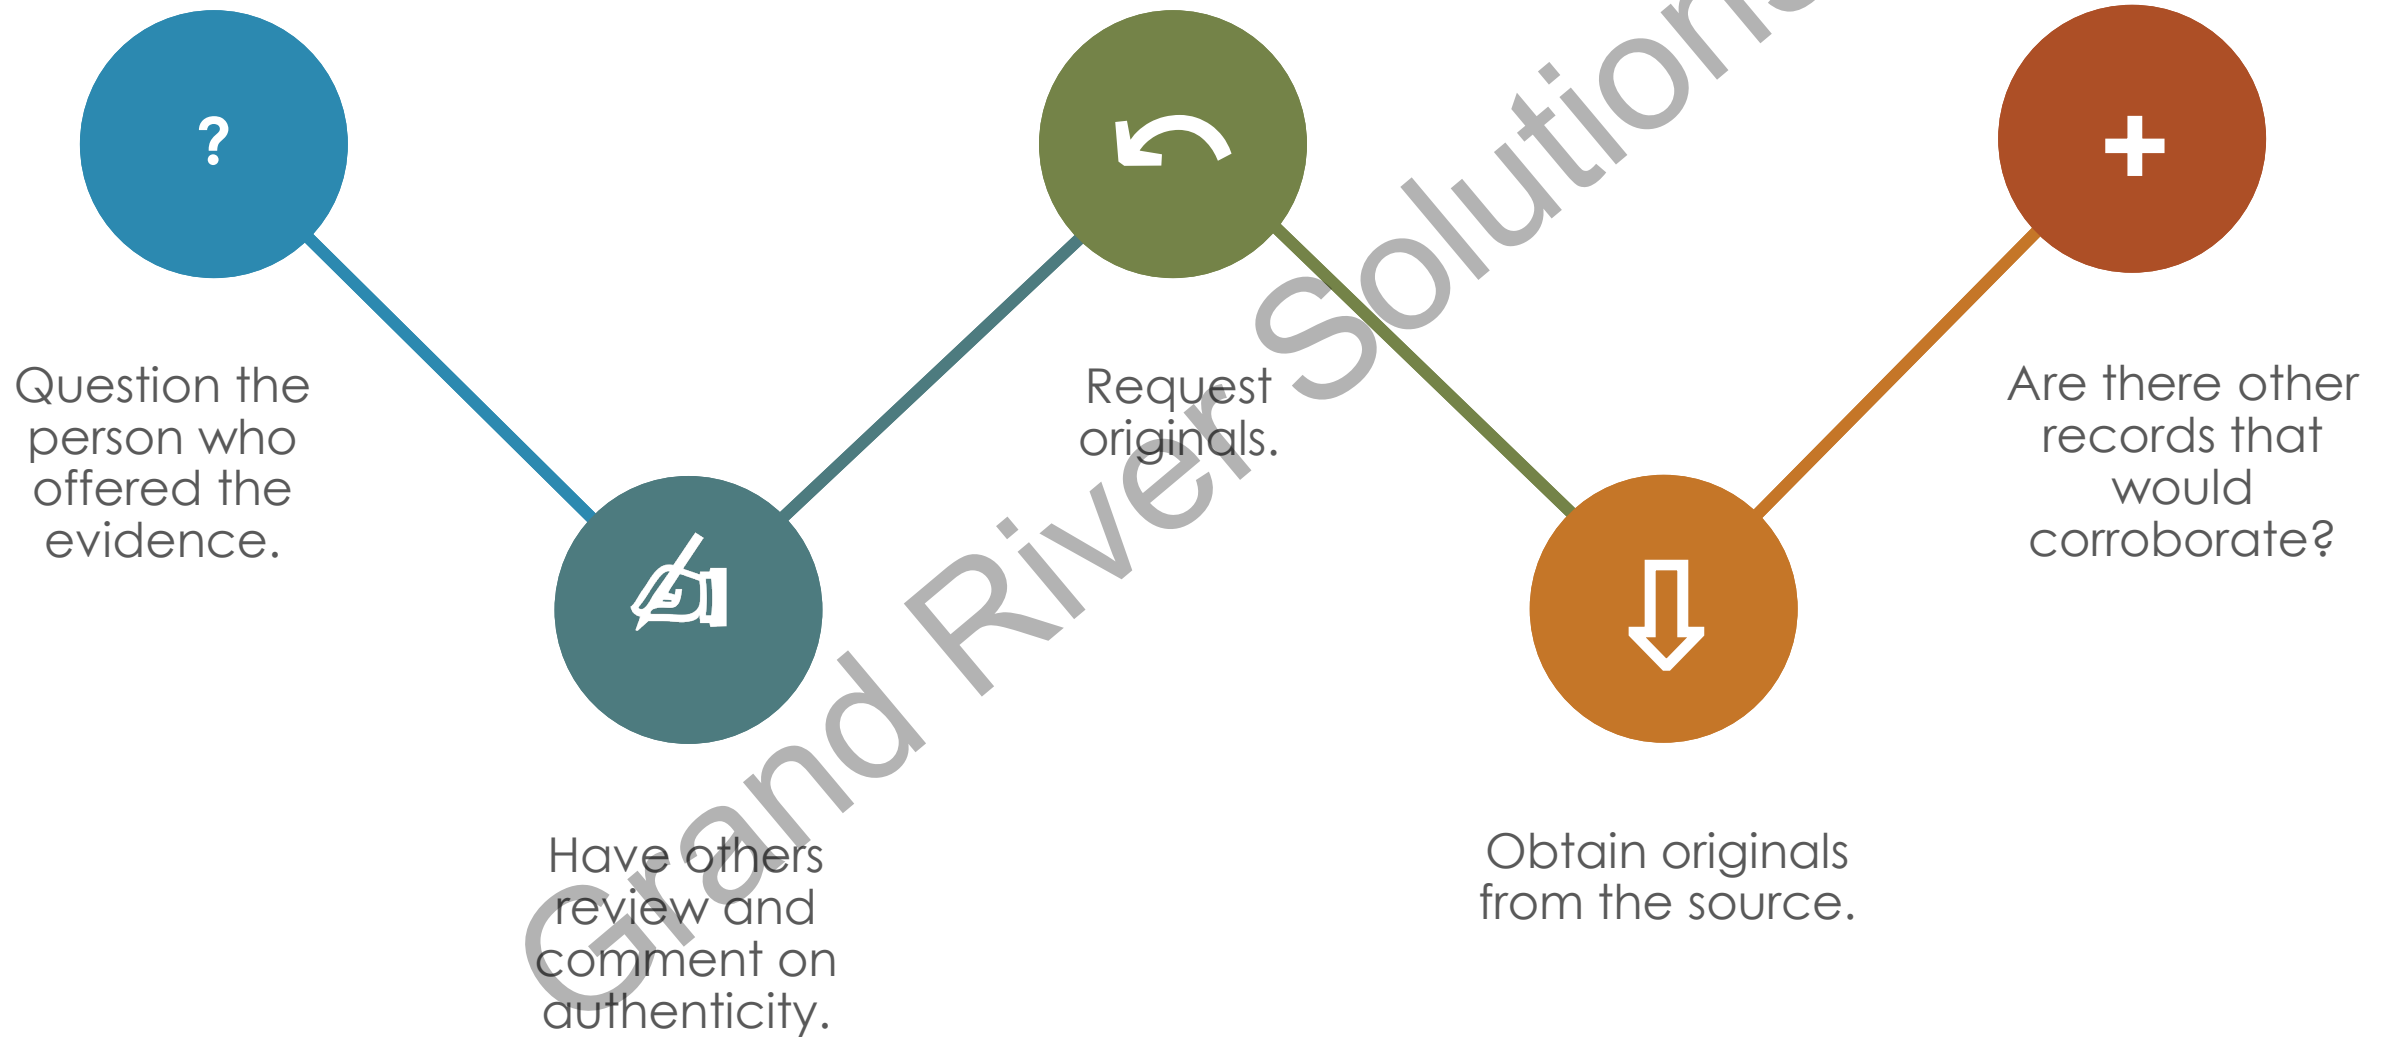 ?
Question the
person who
offered the
evidence.
Have others
review and
comment on
authenticity.
Request
originals.
Obtain originals
from the source.
+
Are there other
records that
would
corroborate?
Grand River Solutions